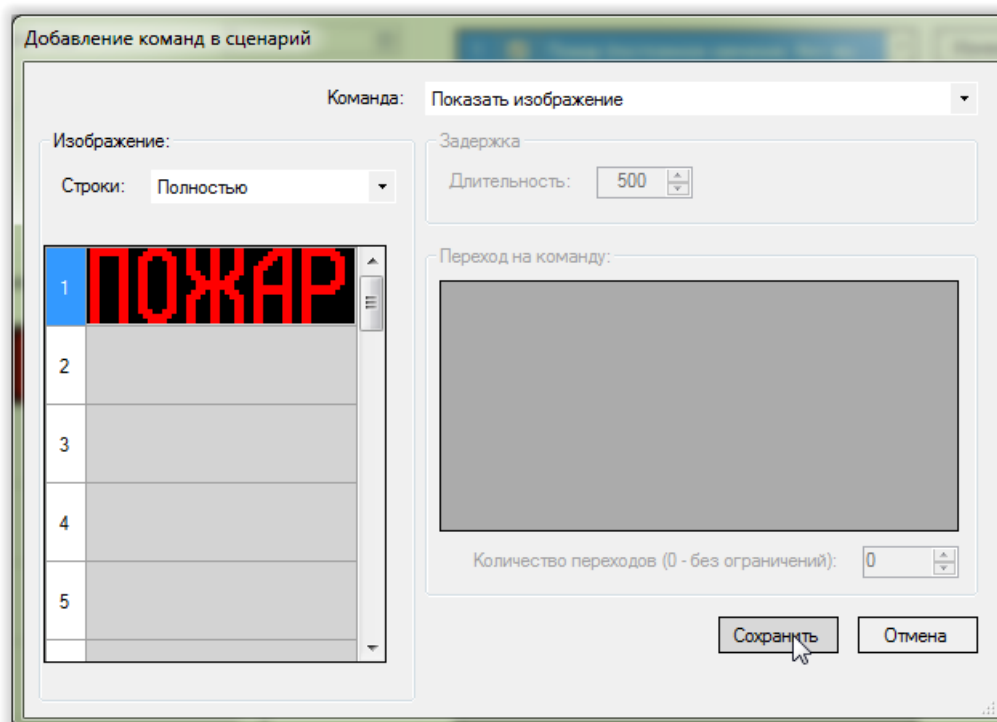 Добавление команд в сценарий
Команда: Показать изображение
Изображение:
Строки: Полностью
1 ПОЖАР
2
3
4
5
Задержка
Длительность: 500
Переход на команду:
Количество переходов (0 - без ограничений): 0
Сохранить Отмена